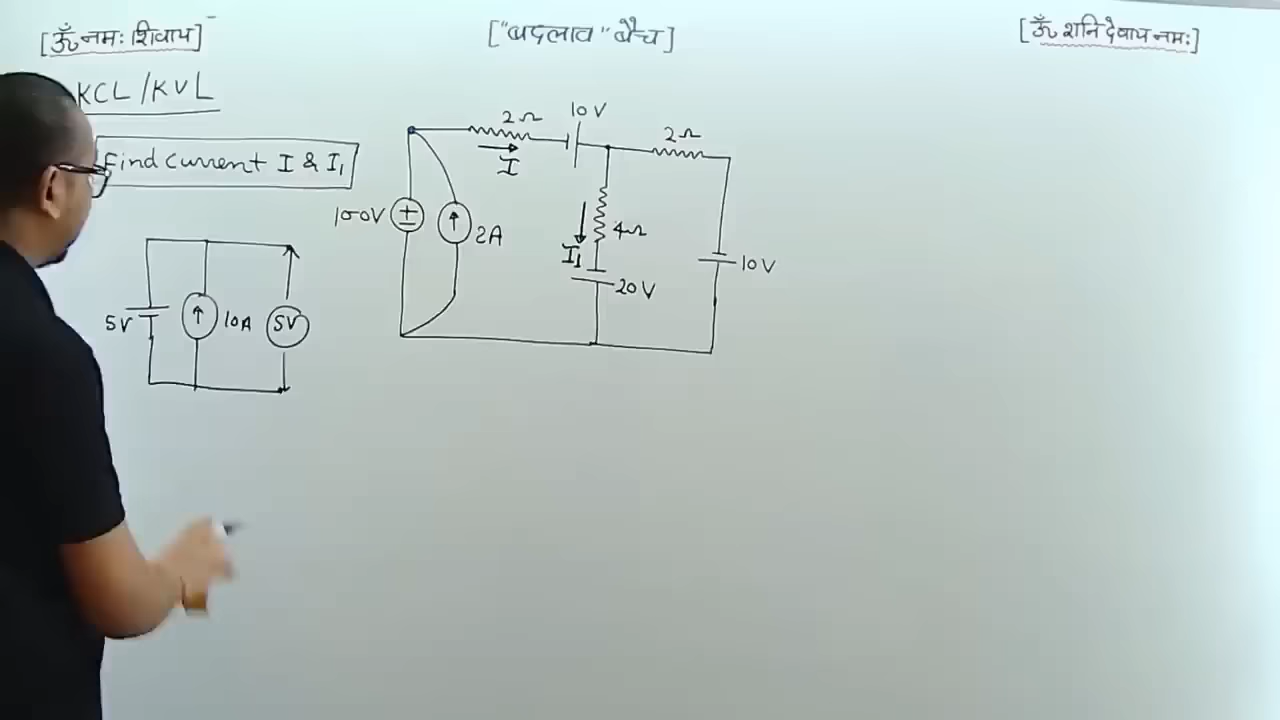 [ॐ नमः शिवाय]
["बदलाव" बैच]
[ॐ शनि देवाय नमः]
KCL/KVL
Find Current I & I₁
2Ω
10V
2Ω
I
100V
2A
4Ω
I₁
20V
10V
5V
10A
5V